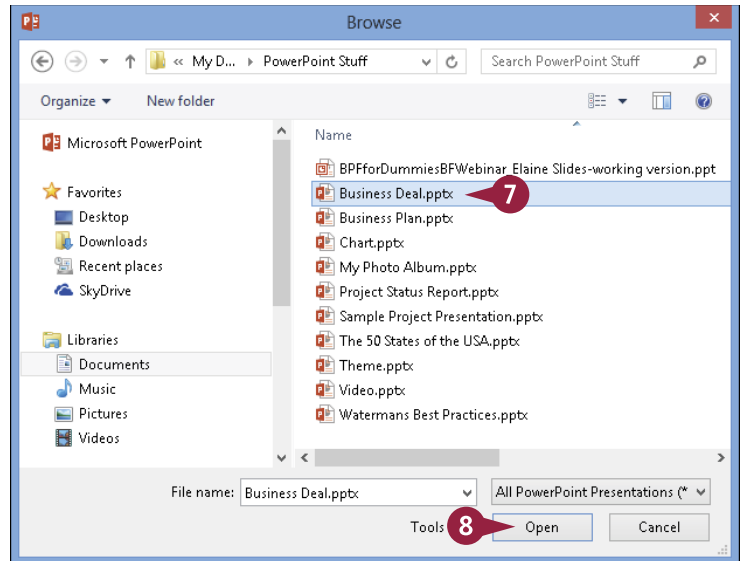 Browse
« My D... PowerPoint Stuff Search PowerPoint Stuff
Organize New folder
Microsoft PowerPoint
Favorites
Desktop
Downloads
Recent places
SkyDrive
Libraries
Documents
Music
Pictures
Videos
Name
BPFforDummiesBFWebinar Elaine Slides-working version.ppt
Business Deal.pptx 7
Business Plan.pptx
Chart.pptx
My Photo Album.pptx
Project Status Report.pptx
Sample Project Presentation.pptx
The 50 States of the USA.pptx
Theme.pptx
Video.pptx
Watermans Best Practices.pptx
File name: Business Deal.pptx All PowerPoint Presentations (*
Tools 8 Open Cancel